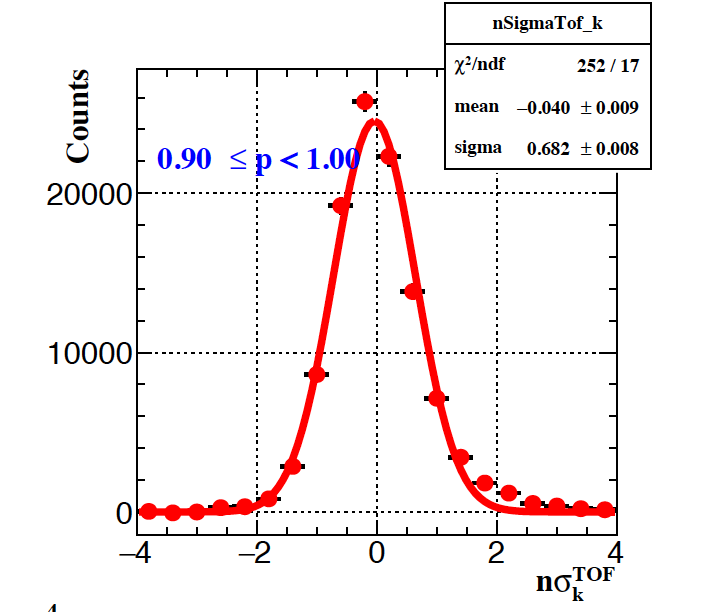 nSigmaTof_k
χ²/ndf 252 / 17
mean −0.040 ± 0.009
sigma 0.682 ± 0.008
Counts
0.90 ≤ p < 1.00
20000
10000
0
−4 −2 0 2 4
nσ_k^TOF